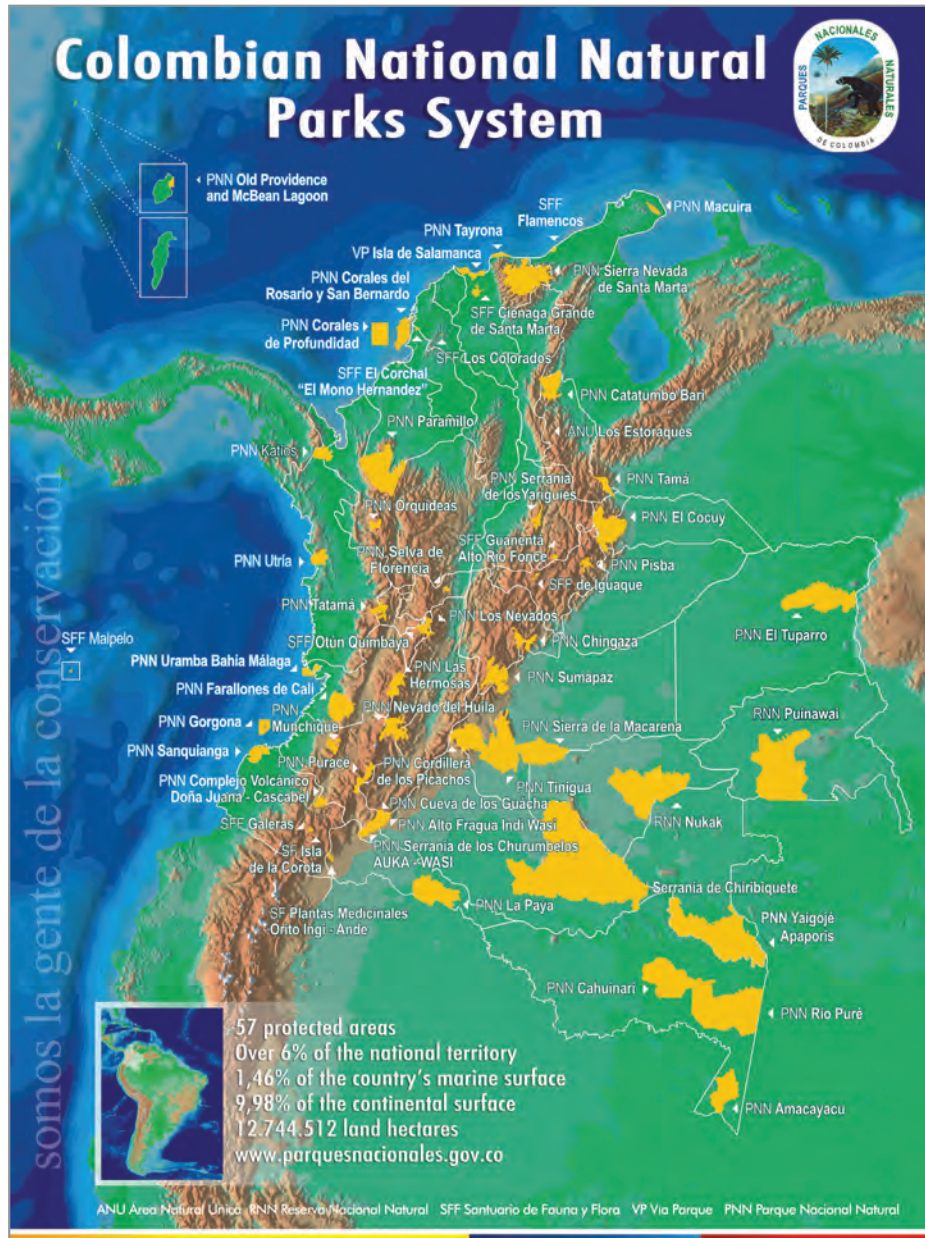 Colombian National Natural
Parks System
PARQUES
NACIONALES
NATURALES
DE COLOMBIA
PNN Old Providence
and McBean Lagoon
SFF
Flamencos
PNN Macuira
PNN Tayrona
VP Isla de Salamanca
PNN Sierra Nevada
de Santa Marta
PNN Corales del
Rosario y San Bernardo
SFF Ciénaga Grande
de Santa Marta
PNN Corales
de Profundidad
SFF Los Colorados
SFF El Corchal
"El Mono Hernandez"
PNN Catatumbo Bari
PNN Paramillo
ANU Los Estoraques
PNN Katios
PNN Serranía
de los Yariguíes
PNN Tamá
PNN Orquideas
PNN El Cocuy
SFF Guanentá
Alto Río Fonce
PNN Selva de
Florencia
PNN Utría
PNN Pisba
SFF de Iguaque
PNN Tatamá
PNN Los Nevados
PNN El Tuparro
SFF Otún Quimbaya
PNN Chingaza
SFF Malpelo
PNN Uramba Bahía Málaga
PNN Las
Hermosas
PNN Sumapaz
PNN Farallones de Cali
PNN
Munchique
PNN Nevado del Huila
PNN Gorgona
PNN Sierra de la Macarena
RNN Puinawai
PNN Sanquianga
PNN Purace
PNN Cordillera
de los Picachos
PNN Complejo Volcánico
Doña Juana - Cascabel
PNN Tinigua
PNN Cueva de los Guácharos
RNN Nukak
SFF Galeras
PNN Alto Fragua Indi Wasi
PNN Serranía de los Churumbelos
AUKA - WASI
SF Isla
de la Corota
Serranía de Chiribiquete
PNN La Paya
SF Plantas Medicinales
Orito Ingi - Ande
PNN Yaigojé
Apaporis
PNN Cahuinari
PNN Río Puré
PNN Amacayacu
somos la gente de la conservación
57 protected areas
Over 6% of the national territory
1,46% of the country's marine surface
9,98% of the continental surface
12.744.512 land hectares
www.parquesnacionales.gov.co
ANU Area Natural Unica RNN Reserva Nacional Natural SFF Santuario de Fauna y Flora VP Via Parque PNN Parque Nacional Natural